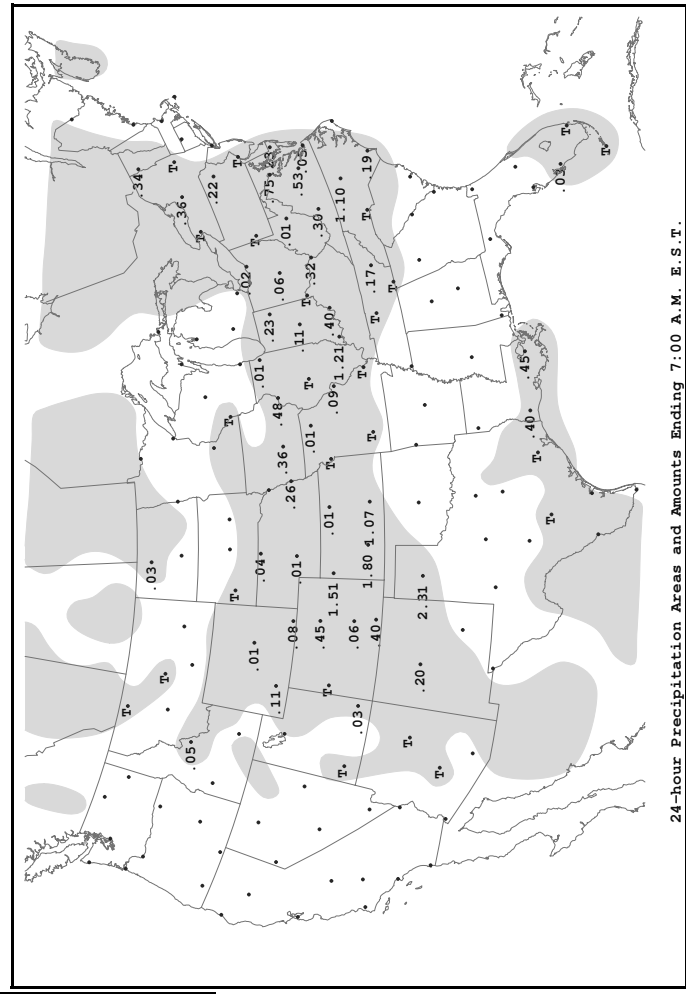 T
.34
.03
T
T
.36
.05
T
.22
T
T
T
.02
.01
T
.01
.04
.75
.11
.23
.48
.06
.36
.01
.26
.08
.01
.11
.53
.05
T
T
.01
.32
.30
.45
T
.01
T
.40
1.51
.09
1.21
1.10
T
.06
.03
T
T
19
1.80
1.07
.17
.40
T
T
T
T
.20
2.31
T
.45
.40
T
T
.03
T
T
24-hour Precipitation Areas and Amounts Ending 7:00 A.M. E.S.T.